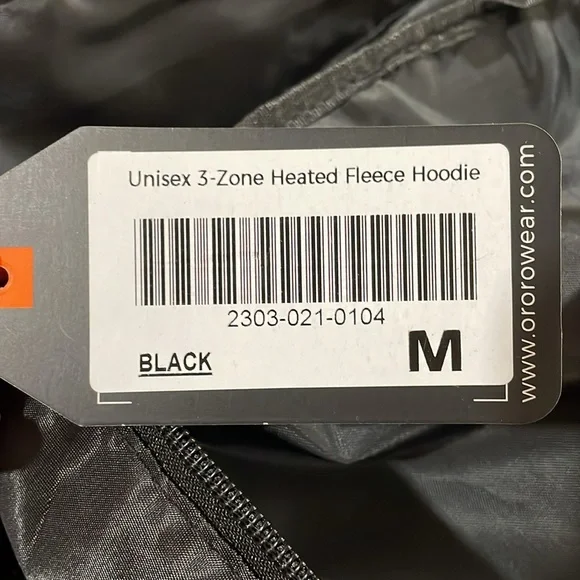 Unisex 3-Zone Heated Fleece Hoodie
2303-021-0104
BLACK
M
www.ororowear.com